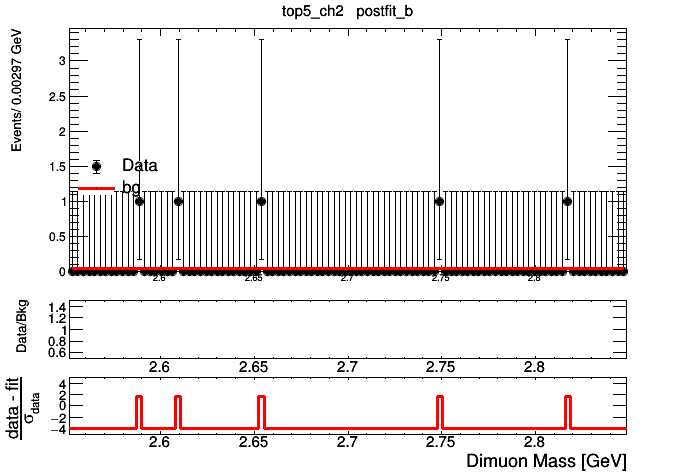 top5_ch2 postfit_b
Events/ 0.00297 GeV
3
2.5
2
1.5
1
0.5
0
Data
bg
2.6 2.65 2.7 2.75 2.8
Data/Bkg
1.4
1.2
1
0.8
0.6
2.6 2.65 2.7 2.75 2.8
data - fit
σdata
4
2
0
−2
−4
2.6 2.65 2.7 2.75 2.8
Dimuon Mass [GeV]